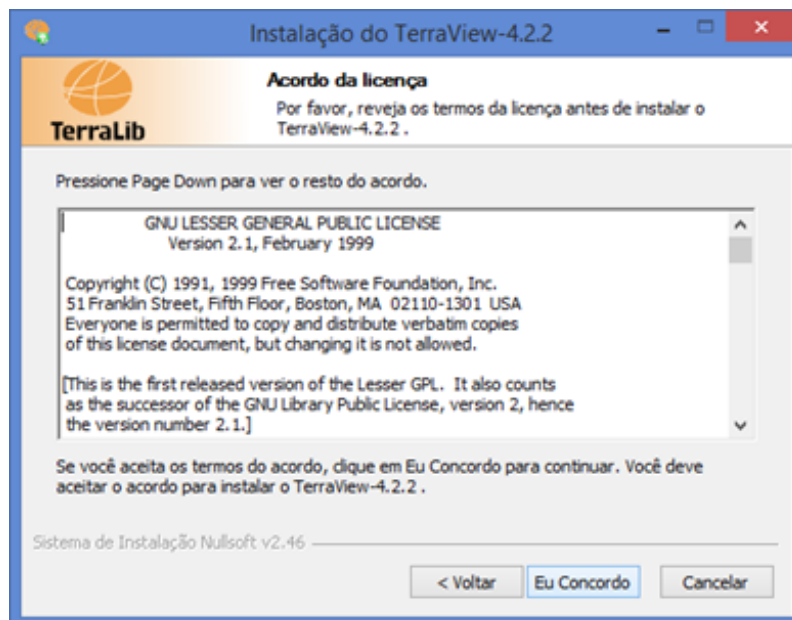 Instalação do TerraView-4.2.2
TerraLib
Acordo da licença
Por favor, reveja os termos da licença antes de instalar o
TerraView-4.2.2 .
Pressione Page Down para ver o resto do acordo.
GNU LESSER GENERAL PUBLIC LICENSE
Version 2.1, February 1999
Copyright (C) 1991, 1999 Free Software Foundation, Inc.
51 Franklin Street, Fifth Floor, Boston, MA  02110-1301  USA
Everyone is permitted to copy and distribute verbatim copies
of this license document, but changing it is not allowed.
[This is the first released version of the Lesser GPL.  It also counts
as the successor of the GNU Library Public License, version 2, hence
the version number 2.1.]
Se você aceita os termos do acordo, clique em Eu Concordo para continuar. Você deve
aceitar o acordo para instalar o TerraView-4.2.2 .
Sistema de Instalação Nullsoft v2.46
< Voltar
Eu Concordo
Cancelar